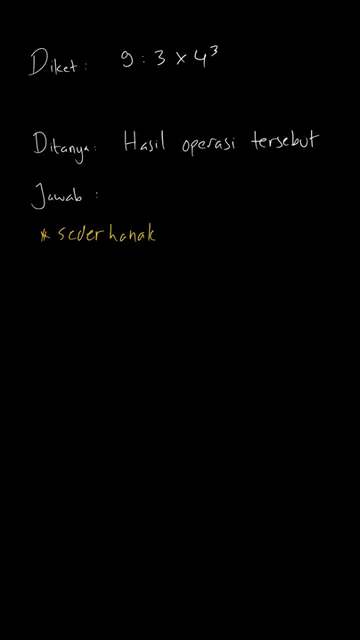 Diket : 9 : 3 x 4³
Ditanya : Hasil operasi tersebut
Jawab :
* sederhanak